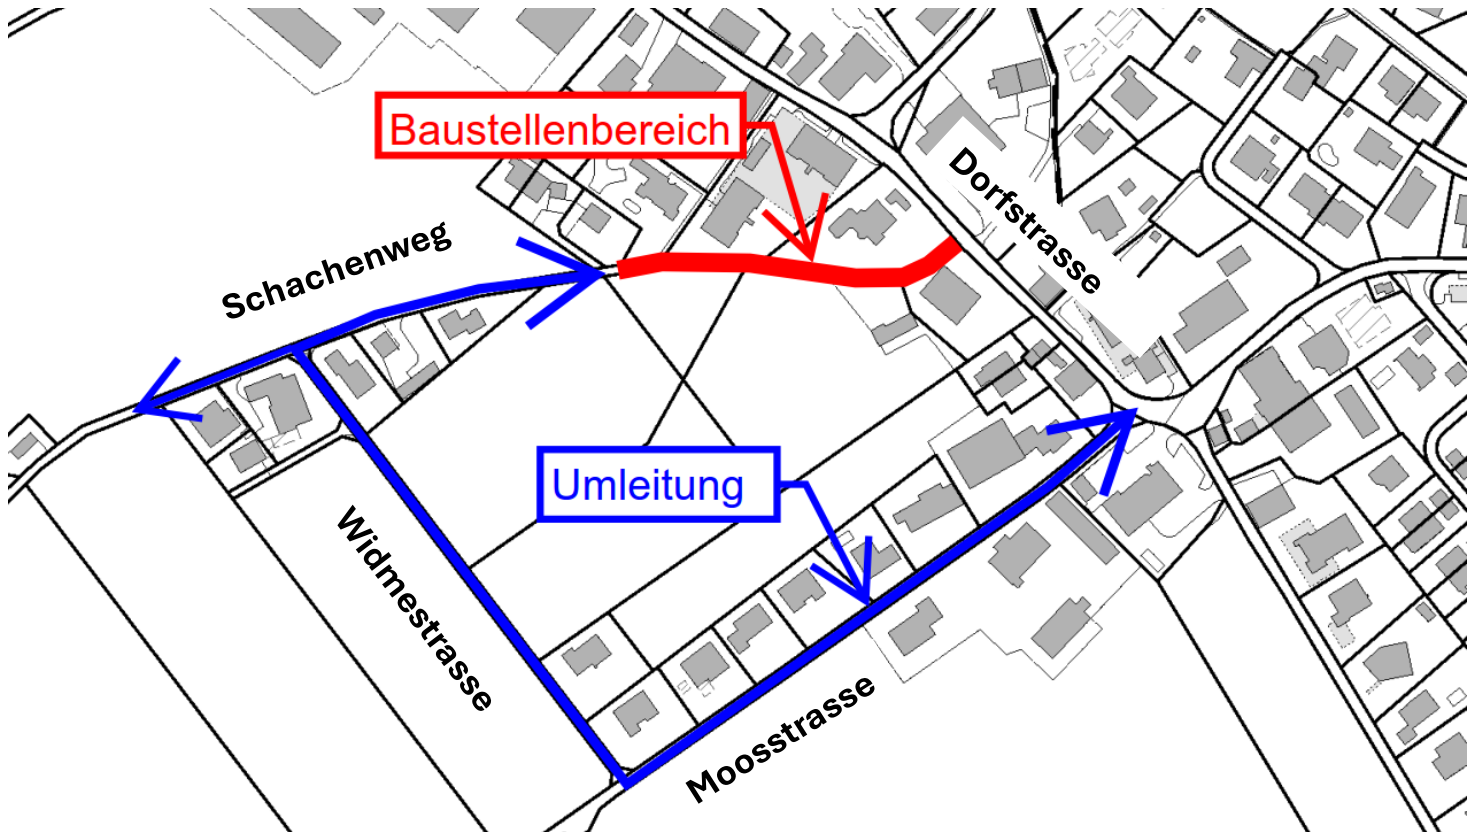 Baustellenbereich
Dorfstrasse
Schachenweg
Umleitung
Widmestrasse
Moosstrasse